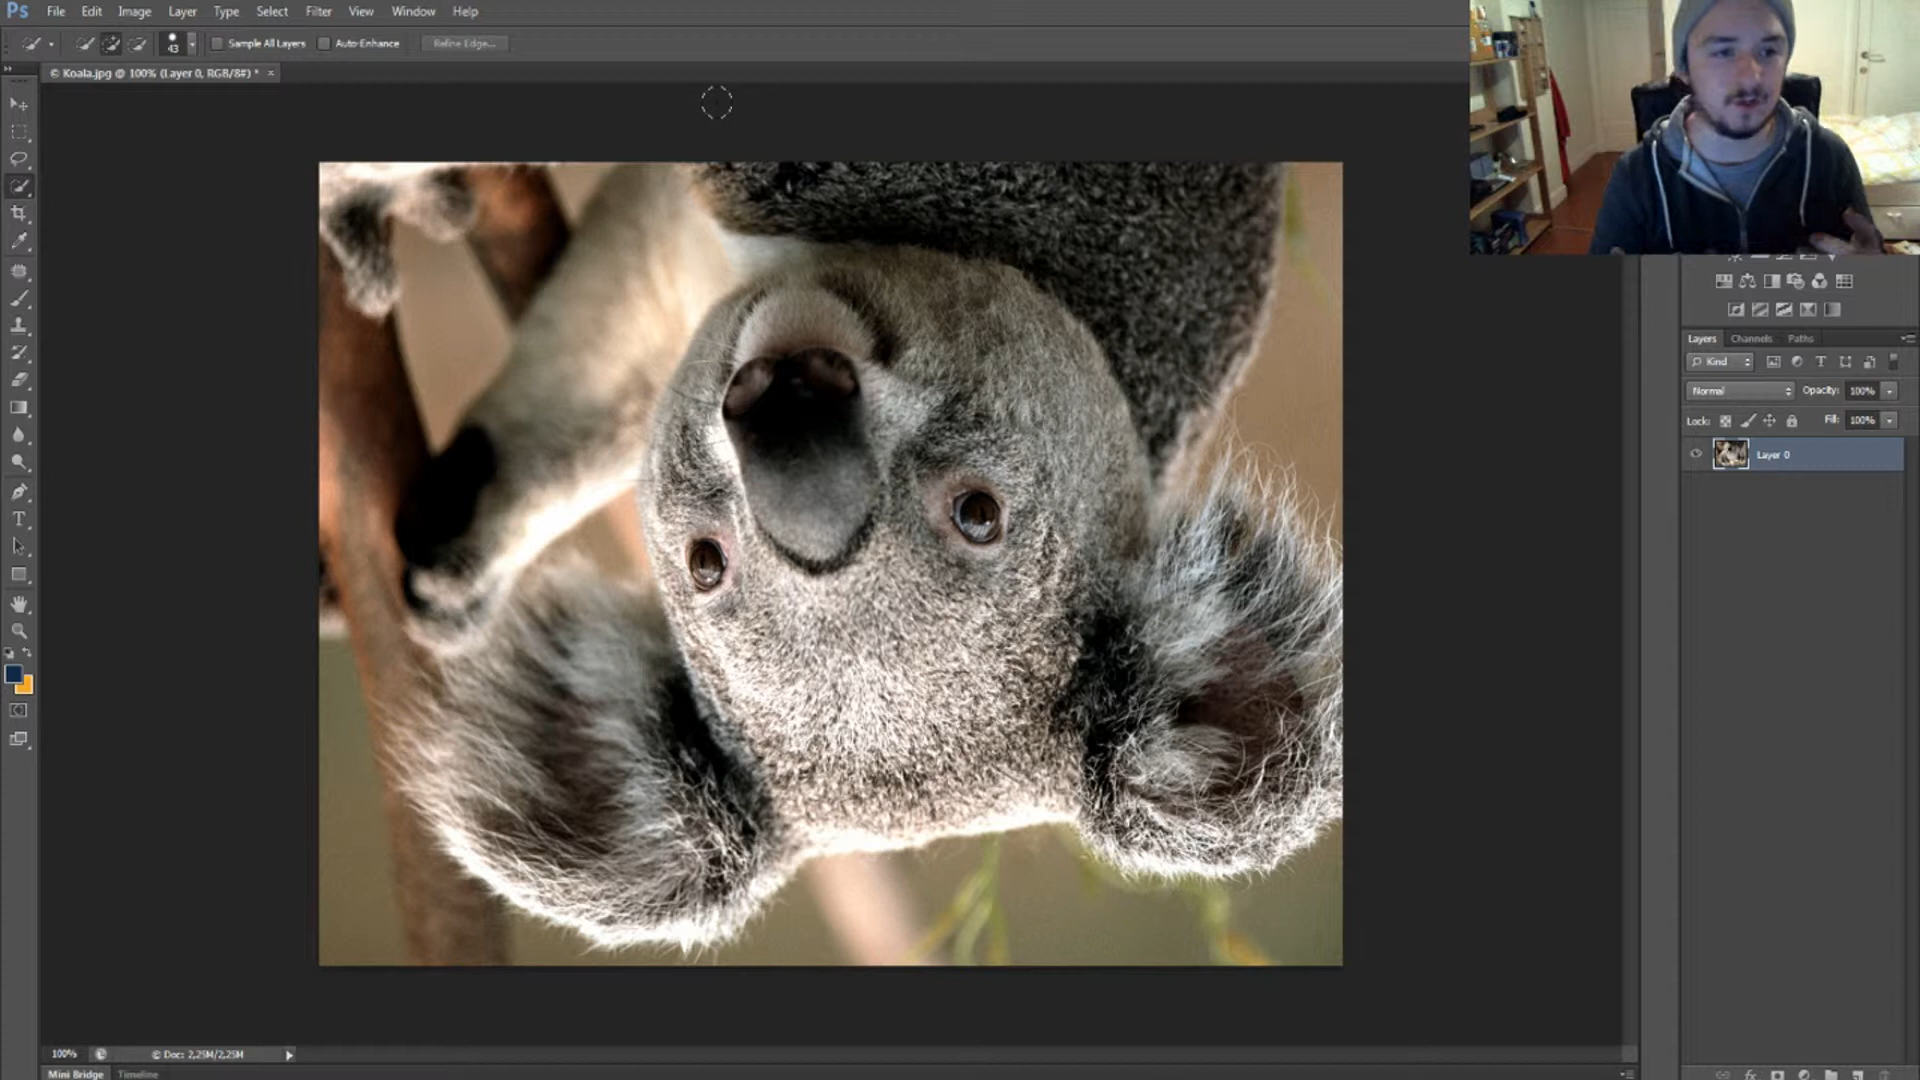 Ps File Edit Image Layer Type Select Filter View Window Help
43 Sample All Layers Auto-Enhance Refine Edge...
© Koala.jpg @ 100% (Layer 0, RGB/8#) * ×
Layers Channels Paths
Kind
Normal Opacity: 100%
Lock: Fill: 100%
Layer 0
100% © Doc: 2,25M/2,25M
Mini Bridge Timeline